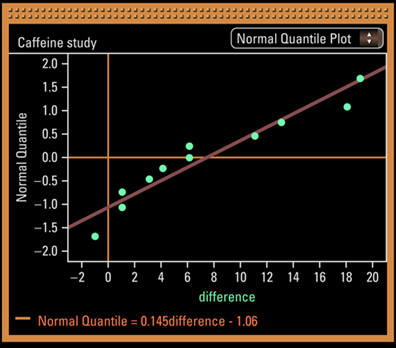 Caffeine study
Normal Quantile Plot
Normal Quantile
2.0
1.5
1.0
0.5
0.0
−0.5
−1.0
−1.5
−2.0
−2 0 2 4 6 8 10 12 14 16 18 20
difference
Normal Quantile = 0.145difference - 1.06